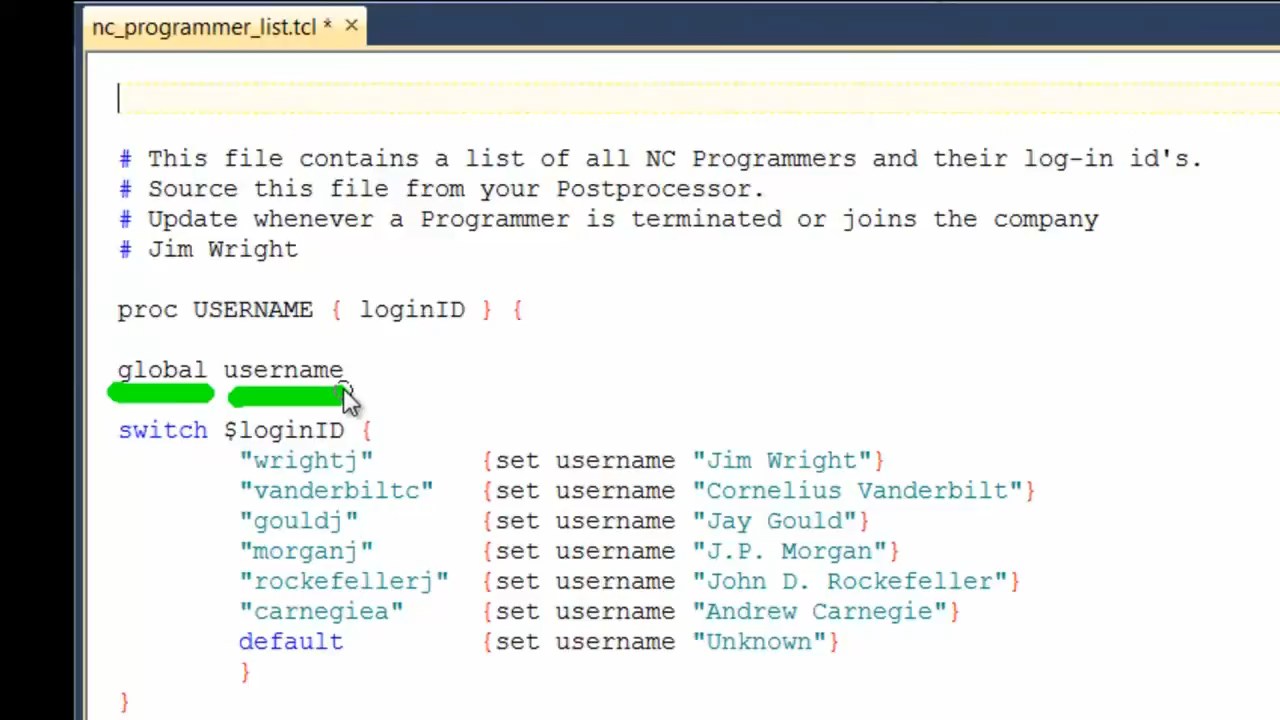 nc_programmer_list.tcl * ×
# This file contains a list of all NC Programmers and their log-in id's.
# Source this file from your Postprocessor.
# Update whenever a Programmer is terminated or joins the company
# Jim Wright
proc USERNAME { loginID } {
global username
switch $loginID {
"wrightj" {set username "Jim Wright"}
"vanderbiltc" {set username "Cornelius Vanderbilt"}
"gouldj" {set username "Jay Gould"}
"morganj" {set username "J.P. Morgan"}
"rockefellerj" {set username "John D. Rockefeller"}
"carnegiea" {set username "Andrew Carnegie"}
default {set username "Unknown"}
}
}